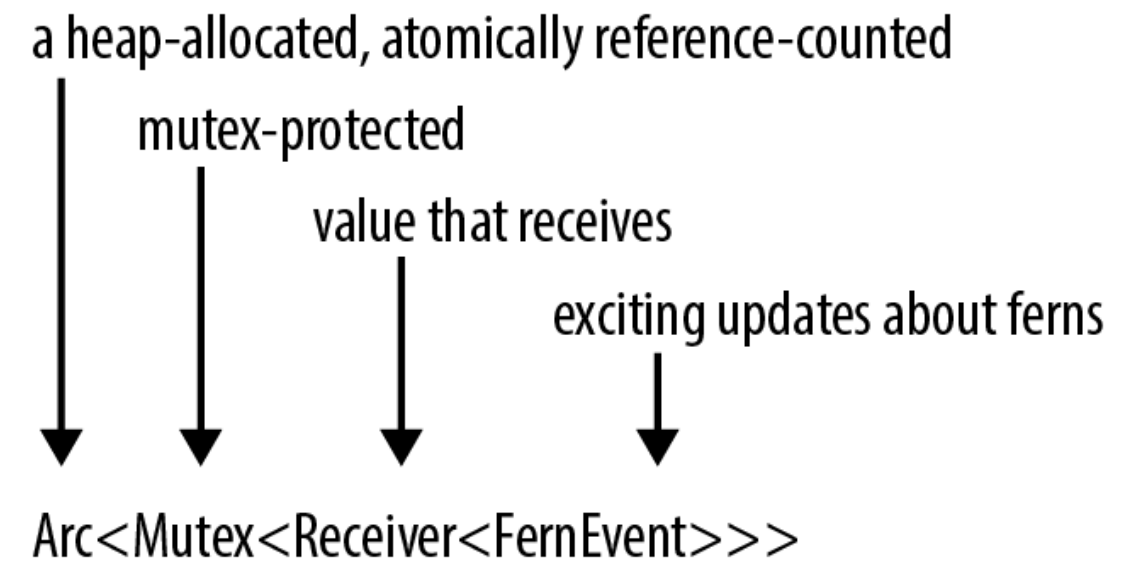 a heap-allocated, atomically reference-counted
mutex-protected
value that receives
exciting updates about ferns
Arc<Mutex<Receiver<FernEvent>>>